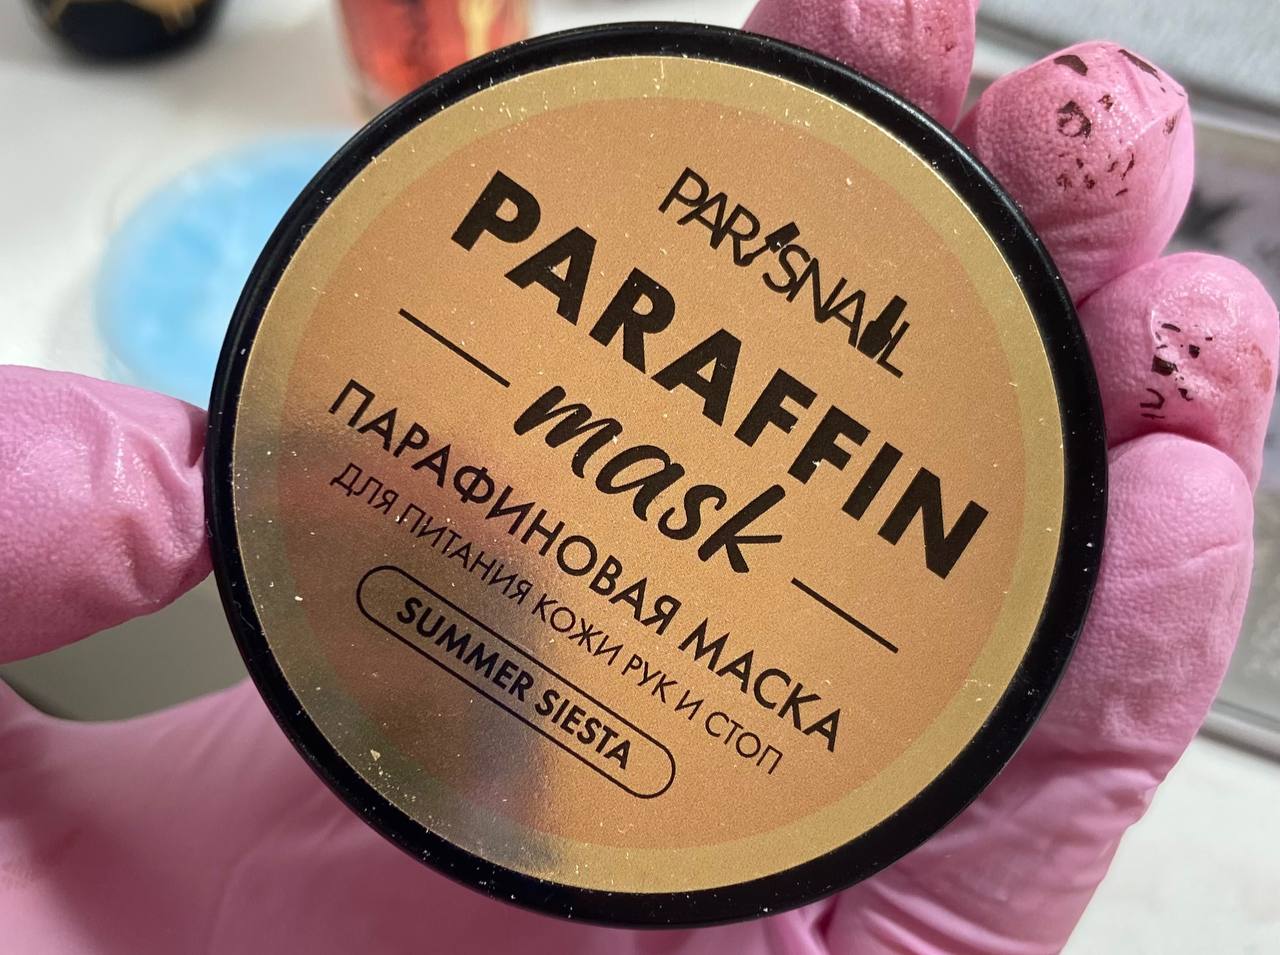 PARISNAIL
PARAFFIN
mask
ПАРАФИНОВАЯ МАСКА
ДЛЯ ПИТАНИЯ КОЖИ РУК И СТОП
SUMMER SIESTA